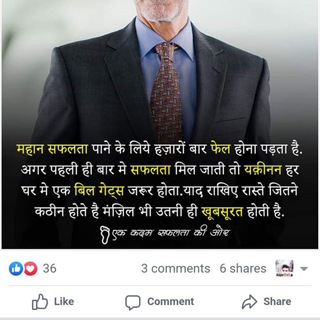 महान सफलता पाने के लिये हज़ारों बार फेल होना पड़ता है.
अगर पहली ही बार मे सफलता मिल जाती तो यक़ीनन हर
घर मे एक बिल गेट्स जरूर होता.याद राखिए रास्ते जितने
कठीन होते है मंज़िल भी उतनी ही खूबसूरत होती है.
एक कदम सफलता की ओर
36 3 comments 6 shares
Like Comment Share